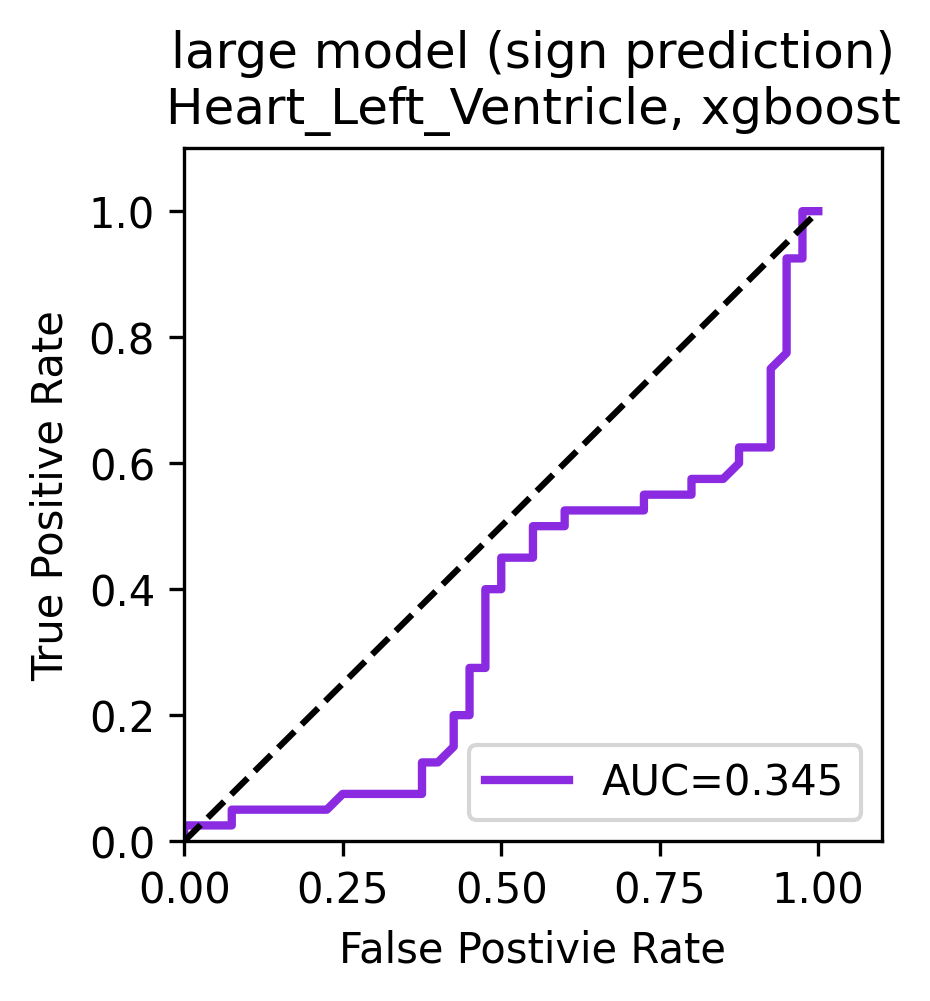 large model (sign prediction)
Heart_Left_Ventricle, xgboost
True Positive Rate
1.0
0.8
0.6
0.4
0.2
0.0
AUC=0.345
0.00 0.25 0.50 0.75 1.00
False Postivie Rate